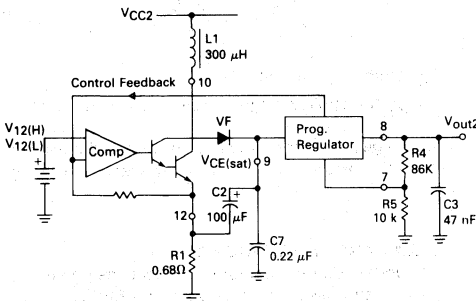 VCC2
L1
300 μH
Control Feedback
10
V12(H)
V12(L)
+
Comp
VF
VCE(sat)
9
Prog.
Regulator
8
Vout2
R4
86K
7
R5
10 k
C3
47 nF
C2
+
100 μF
12
C7
0.22 μF
R1
0.68Ω